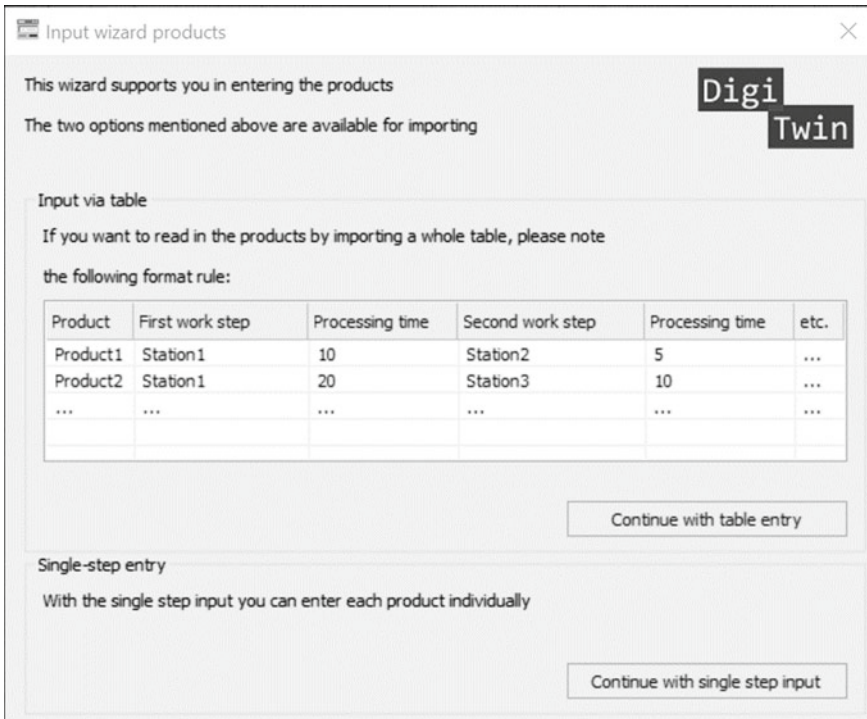 Input wizard products
This wizard supports you in entering the products
Digi
The two options mentioned above are available for importing
Twin
Input via table
If you want to read in the products by importing a whole table, please note
the following format rule:
Product First work step Processing time Second work step Processing time etc.
Product1 Station1 10 Station2 5 ...
Product2 Station1 20 Station3 10 ...
... ... ... ... ... ...
Continue with table entry
Single-step entry
With the single step input you can enter each product individually
Continue with single step input